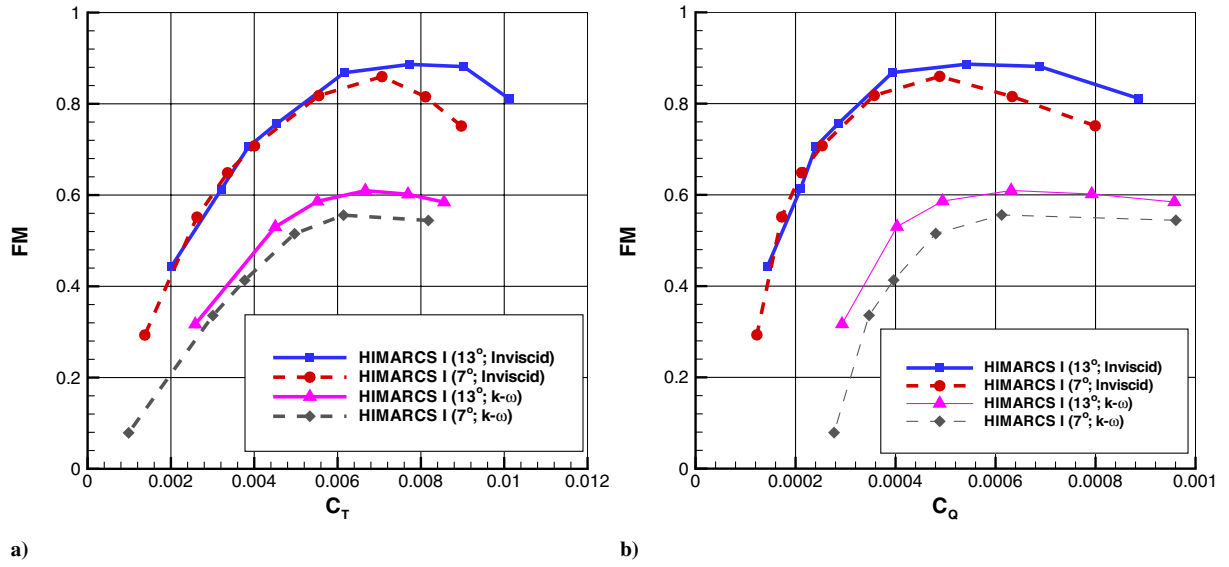 1
0.8
0.6
0.4
0.2
0
FM
0
0.002
0.004
0.006
0.008
0.01
0.012
C_T
HIMARCS I (13°; Inviscid)
HIMARCS I (7°; Inviscid)
HIMARCS I (13°; k-ω)
HIMARCS I (7°; k-ω)
a)
1
0.8
0.6
0.4
0.2
0
FM
0
0.0002
0.0004
0.0006
0.0008
0.001
C_Q
HIMARCS I (13°; Inviscid)
HIMARCS I (7°; Inviscid)
HIMARCS I (13°; k-ω)
HIMARCS I (7°; k-ω)
b)